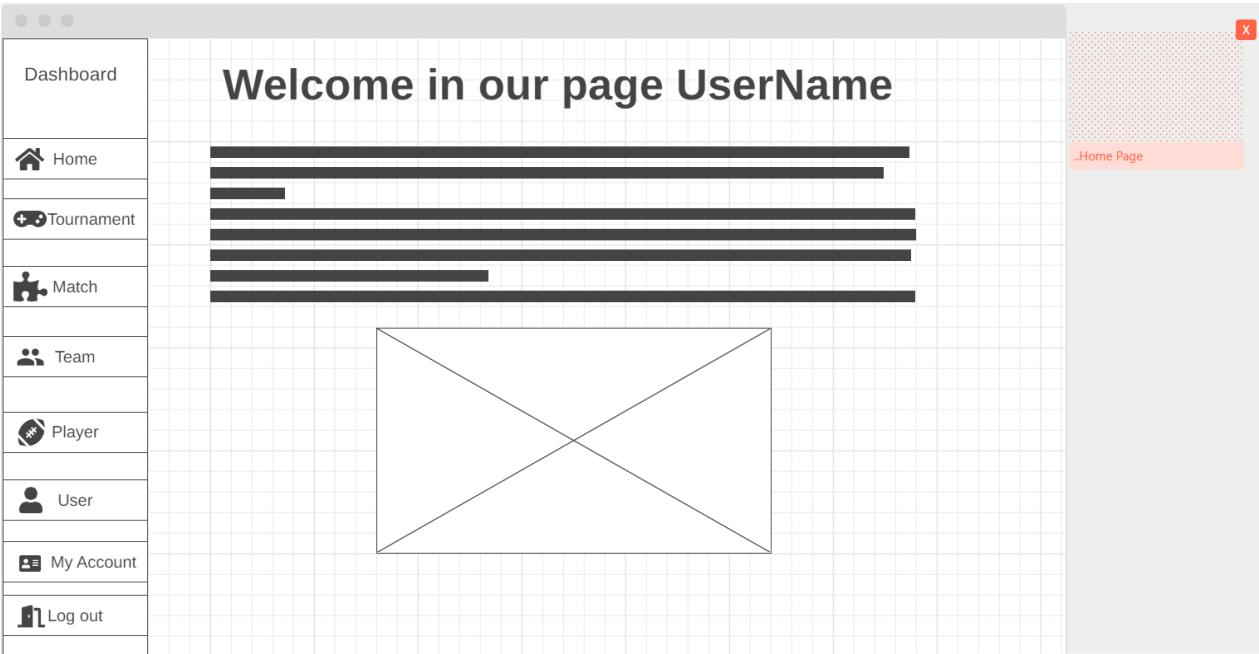 X
Dashboard
Welcome in our page UserName
Home
..Home Page
Tournament
Match
Team
Player
User
My Account
Log out